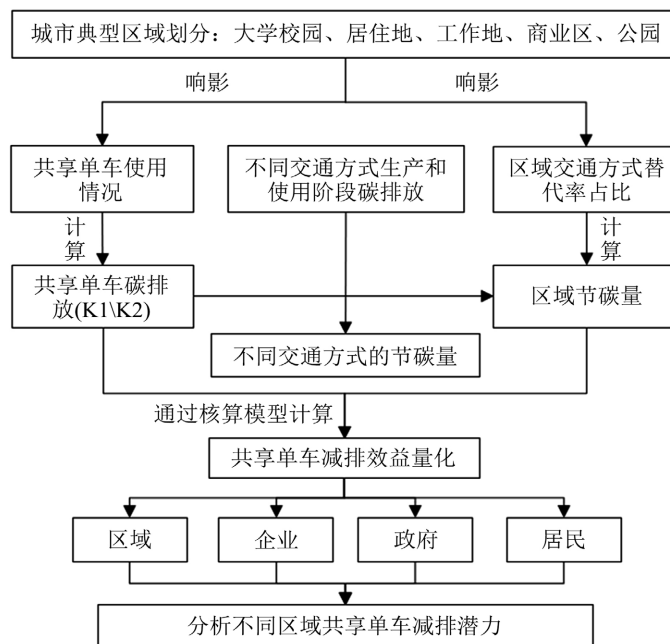 城市典型区域划分：大学校园、居住地、工作地、商业区、公园
响影
响影
共享单车使用
情况
不同交通方式生产和
使用阶段碳排放
区域交通方式替
代率占比
计
算
计
算
共享单车碳排
放(K1\K2)
区域节碳量
不同交通方式的节碳量
通过核算模型计算
共享单车减排效益量化
区域
企业
政府
居民
分析不同区域共享单车减排潜力